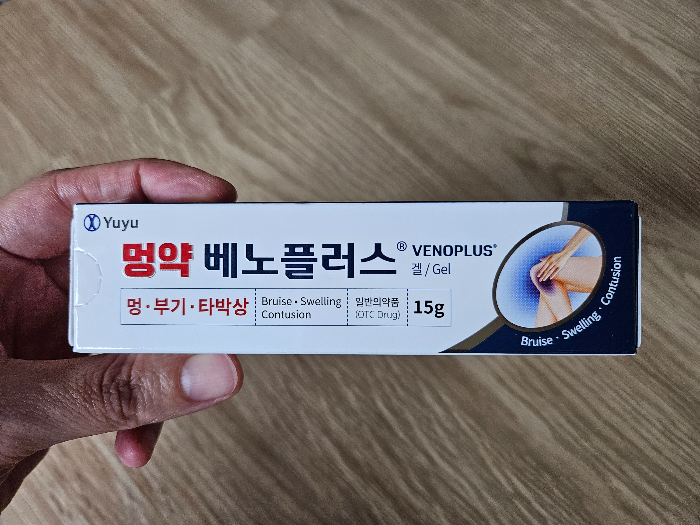 Yuyu
멍약 베노플러스® VENOPLUS®
겔/Gel
멍·부기·타박상
Bruise·Swelling
Contusion
일반의약품
(OTC Drug)
15g
Bruise · Swelling · Contusion